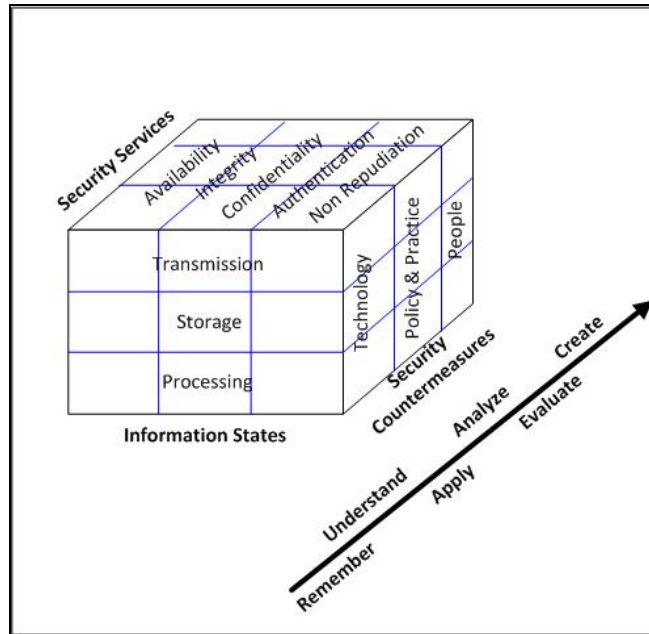 Security Services
Availability
Integrity
Confidentiality
Authentication
Non Repudiation
Transmission
Storage
Processing
Information States
Technology
Policy & Practice
People
Security
Countermeasures
Remember
Understand
Apply
Analyze
Evaluate
Create